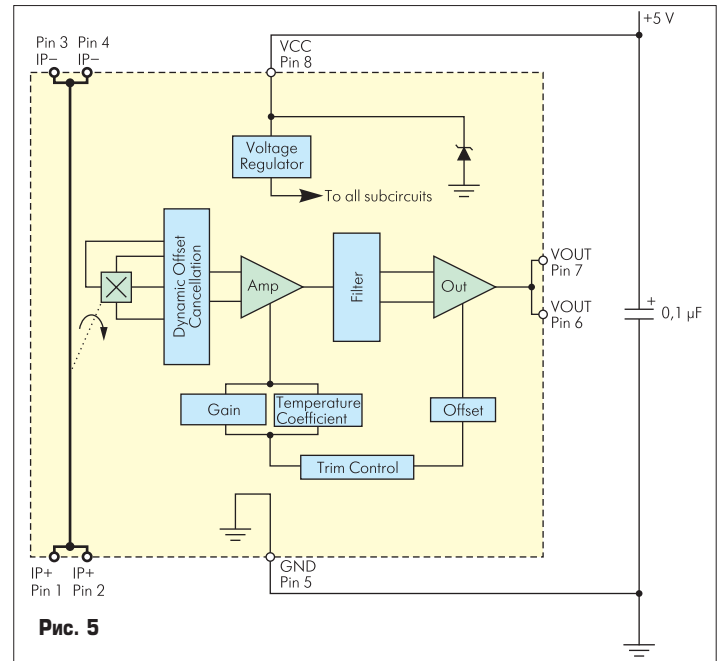 +5 V
Pin 3 Pin 4
IP– IP–
VCC
Pin 8
Voltage
Regulator
To all subcircuits
Dynamic Offset
Cancellation
Amp
Filter
Out
VOUT
Pin 7
VOUT
Pin 6
+
0,1 µF
Gain
Temperature
Coefficient
Offset
Trim Control
IP+ IP+
Pin 1 Pin 2
GND
Pin 5
Рис. 5